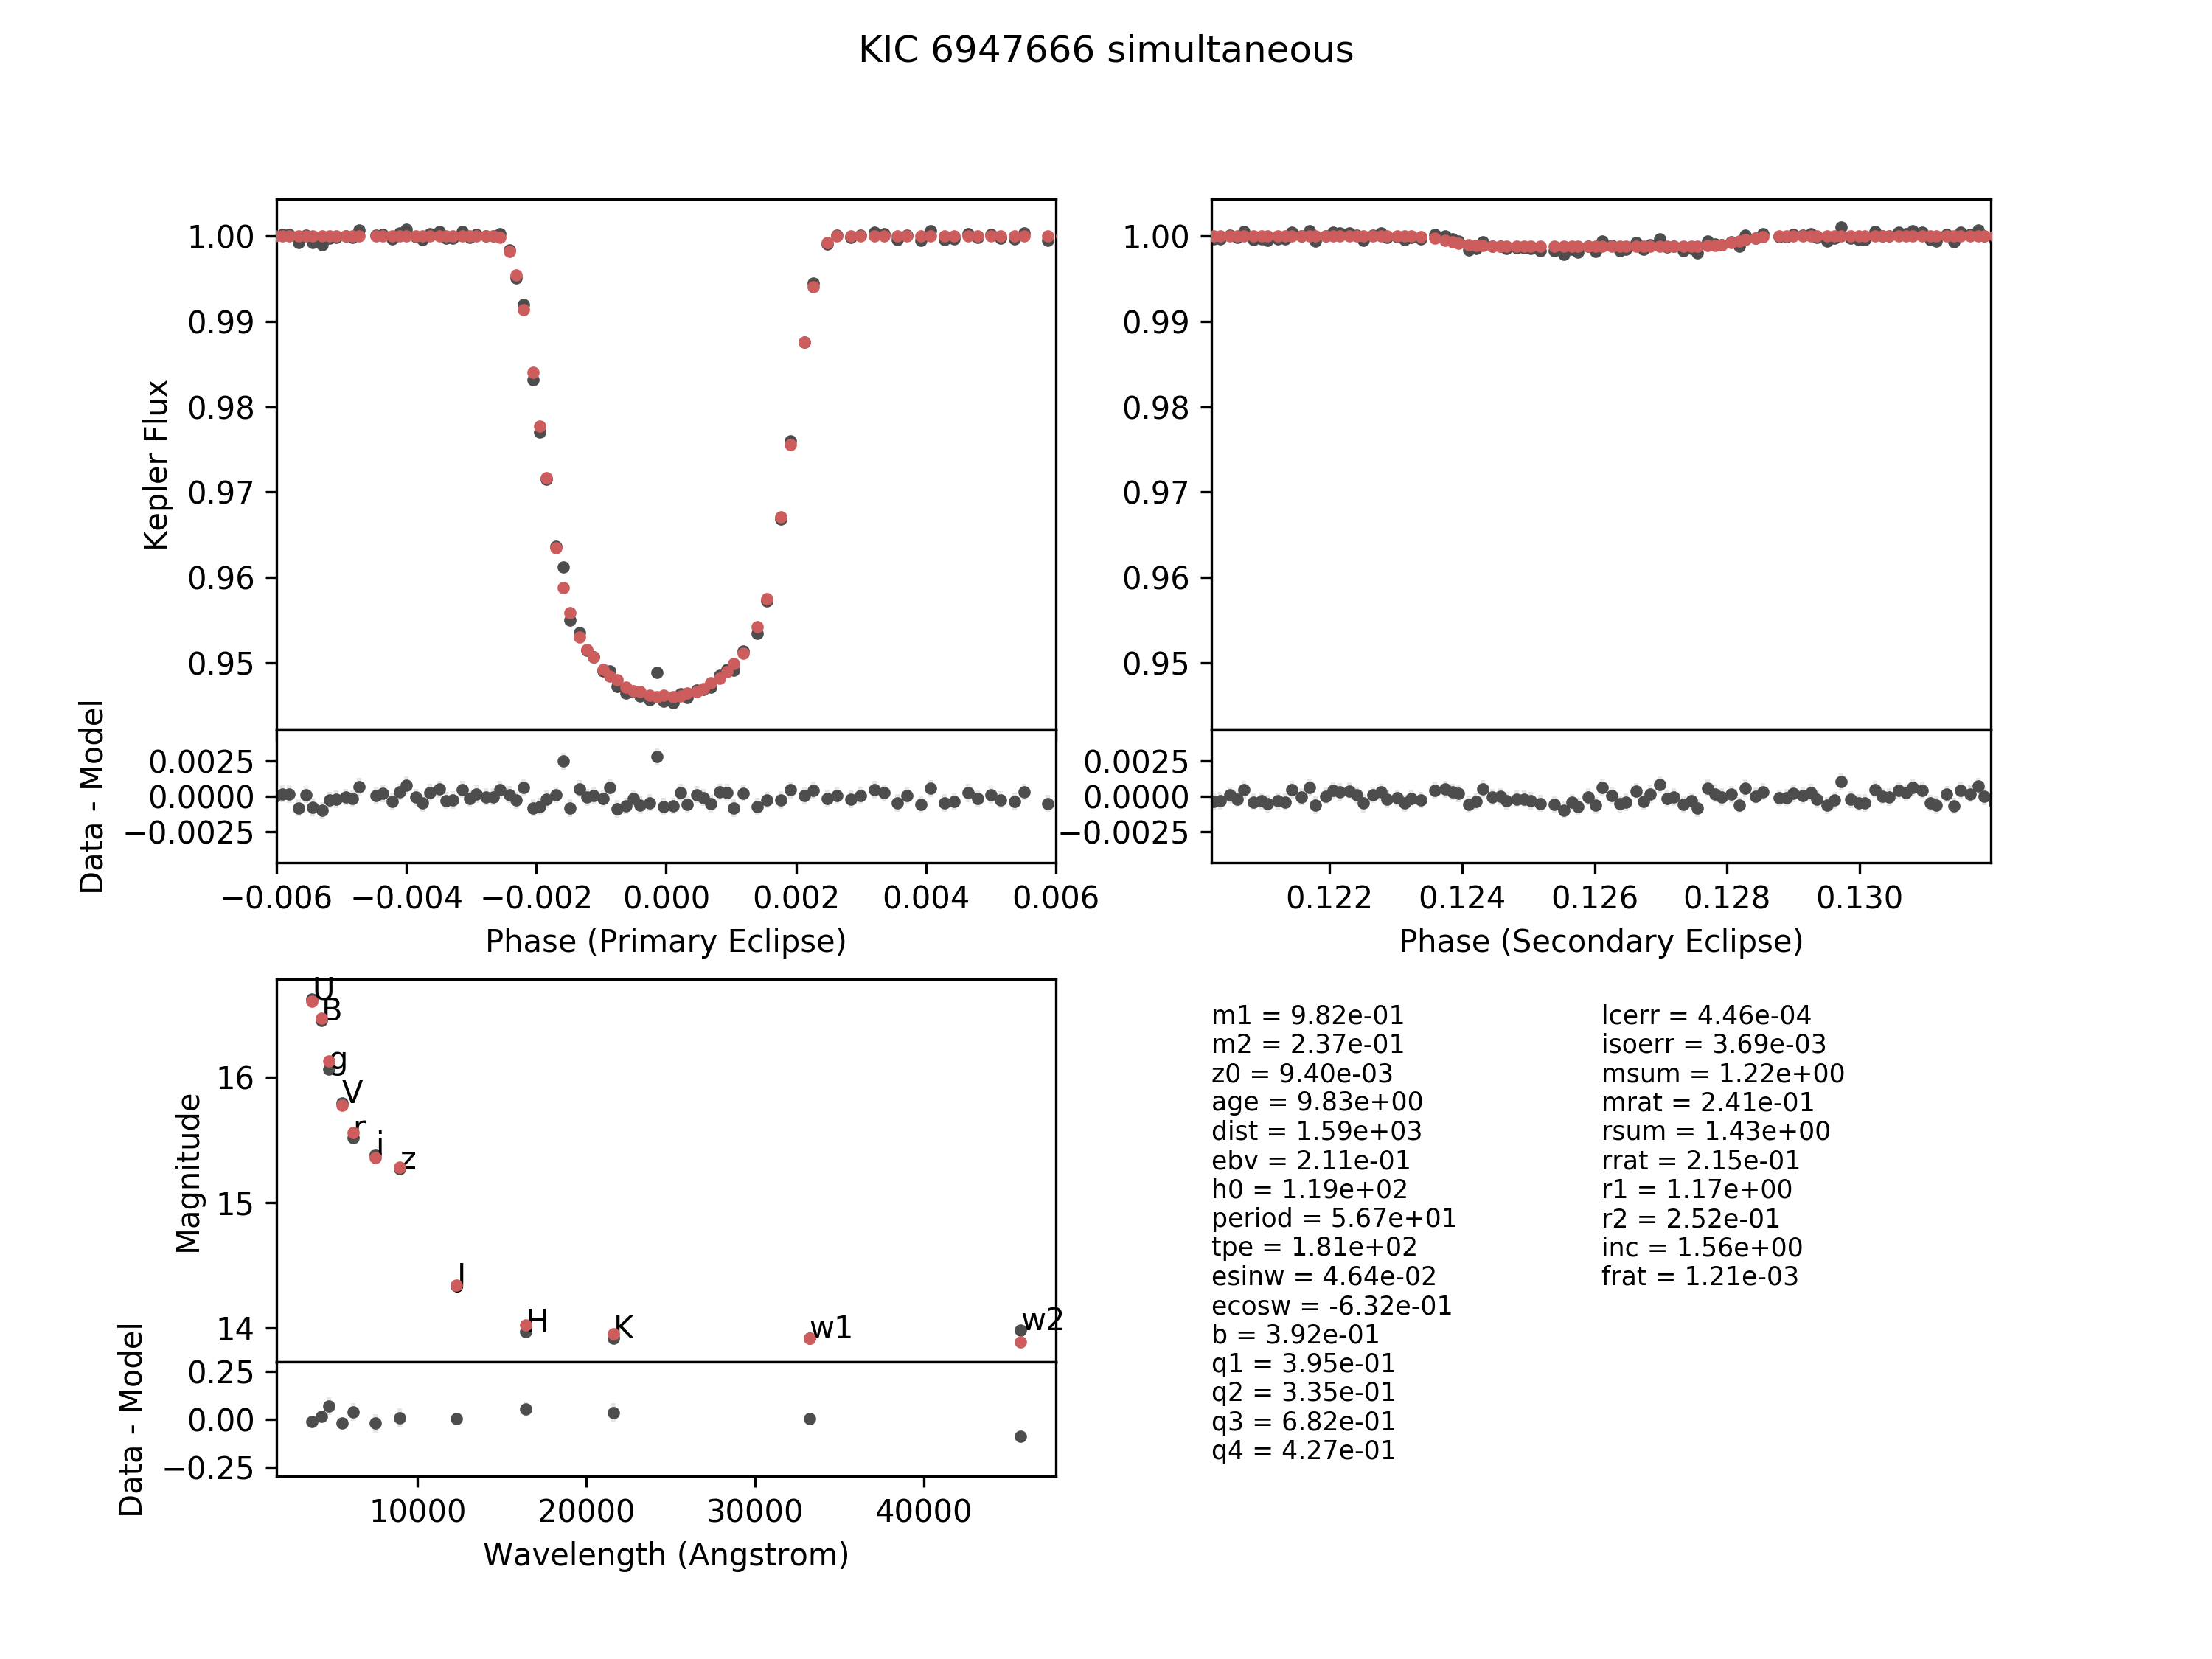 KIC 6947666 simultaneous
Kepler Flux
1.00
0.99
0.98
0.97
0.96
0.95
Data - Model
0.0025
0.0000
−0.0025
−0.006 −0.004 −0.002 0.000 0.002 0.004 0.006
Phase (Primary Eclipse)
1.00
0.99
0.98
0.97
0.96
0.95
0.0025
0.0000
−0.0025
0.122 0.124 0.126 0.128 0.130
Phase (Secondary Eclipse)
Magnitude
16
15
14
U
B
g
V
r
i
z
J
H
K
w1
w2
Data - Model
0.25
0.00
−0.25
10000 20000 30000 40000
Wavelength (Angstrom)
m1 = 9.82e-01
m2 = 2.37e-01
z0 = 9.40e-03
age = 9.83e+00
dist = 1.59e+03
ebv = 2.11e-01
h0 = 1.19e+02
period = 5.67e+01
tpe = 1.81e+02
esinw = 4.64e-02
ecosw = -6.32e-01
b = 3.92e-01
q1 = 3.95e-01
q2 = 3.35e-01
q3 = 6.82e-01
q4 = 4.27e-01
lcerr = 4.46e-04
isoerr = 3.69e-03
msum = 1.22e+00
mrat = 2.41e-01
rsum = 1.43e+00
rrat = 2.15e-01
r1 = 1.17e+00
r2 = 2.52e-01
inc = 1.56e+00
frat = 1.21e-03